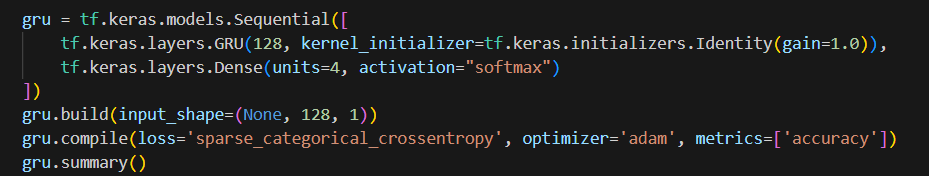 gru = tf.keras.models.Sequential([
    tf.keras.layers.GRU(128, kernel_initializer=tf.keras.initializers.Identity(gain=1.0)),
    tf.keras.layers.Dense(units=4, activation="softmax")
])
gru.build(input_shape=(None, 128, 1))
gru.compile(loss='sparse_categorical_crossentropy', optimizer='adam', metrics=['accuracy'])
gru.summary()